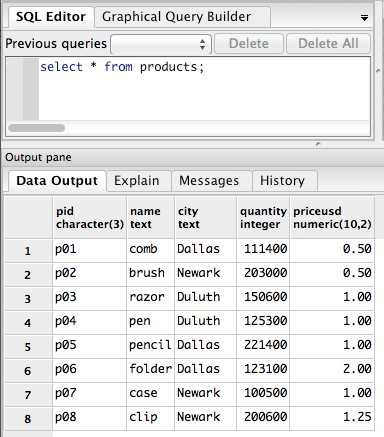 SQL Editor Graphical Query Builder
Previous queries Delete Delete All
select * from products;
Output pane
Data Output Explain Messages History
pid name city quantity priceusd
character(3) text text integer numeric(10,2)
1 p01 comb Dallas 111400 0.50
2 p02 brush Newark 203000 0.50
3 p03 razor Duluth 150600 1.00
4 p04 pen Duluth 125300 1.00
5 p05 pencil Dallas 221400 1.00
6 p06 folder Dallas 123100 2.00
7 p07 case Newark 100500 1.00
8 p08 clip Newark 200600 1.25